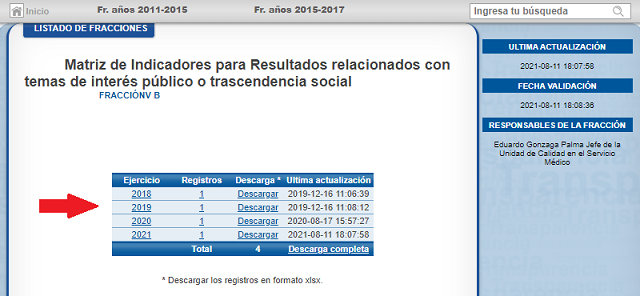 Inicio Fr. años 2011-2015 Fr. años 2015-2017 Ingresa tu búsqueda
LISTADO DE FRACCIONES
Matriz de Indicadores para Resultados relacionados con
temas de interés público o trascendencia social
FRACCIÓNV B
Ejercicio Registros Descarga * Ultima actualización
2018 1 Descargar 2019-12-16 11:06:39
2019 1 Descargar 2019-12-16 11:08:12
2020 1 Descargar 2020-08-17 15:57:27
2021 1 Descargar 2021-08-11 18:07:58
Total 4 Descarga completa
* Descargar los registros en formato xlsx.
ULTIMA ACTUALIZACIÓN
2021-08-11 18:07:58
FECHA VALIDACIÓN
2021-08-11 18:08:36
RESPONSABLES DE LA FRACCIÓN
Eduardo Gonzaga Palma Jefe de la
Unidad de Calidad en el Servicio
Médico